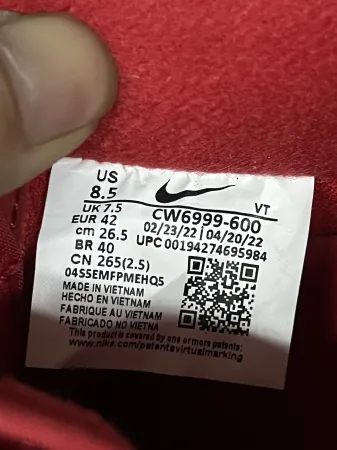 US
8.5
UK 7.5
EUR 42
cm 26.5
BR 40
CN 265(2.5)
04S5EMFPMEHQ5
MADE IN VIETNAM
HECHO EN VIETNAM
FABRIQUE AU VIETNAM
FABRICADO NO VIETNA
VT
CW6999-600
02/23/22 | 04/20/22
UPC 00194274695984
This product is covered by one or more patents. See
www.nike.com/patentsvirtualmarking